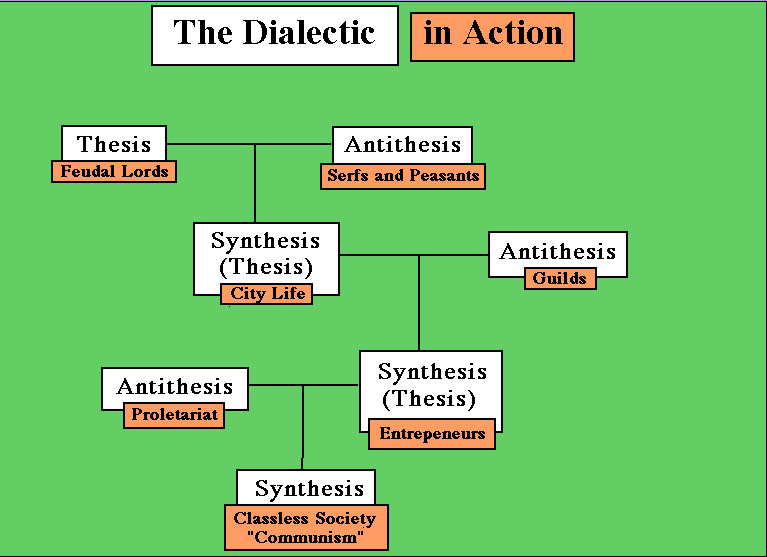 The Dialectic in Action
Thesis
Feudal Lords
Antithesis
Serfs and Peasants
Synthesis
(Thesis)
City Life
Antithesis
Guilds
Antithesis
Proletariat
Synthesis
(Thesis)
Entrepeneurs
Synthesis
Classless Society
"Communism"